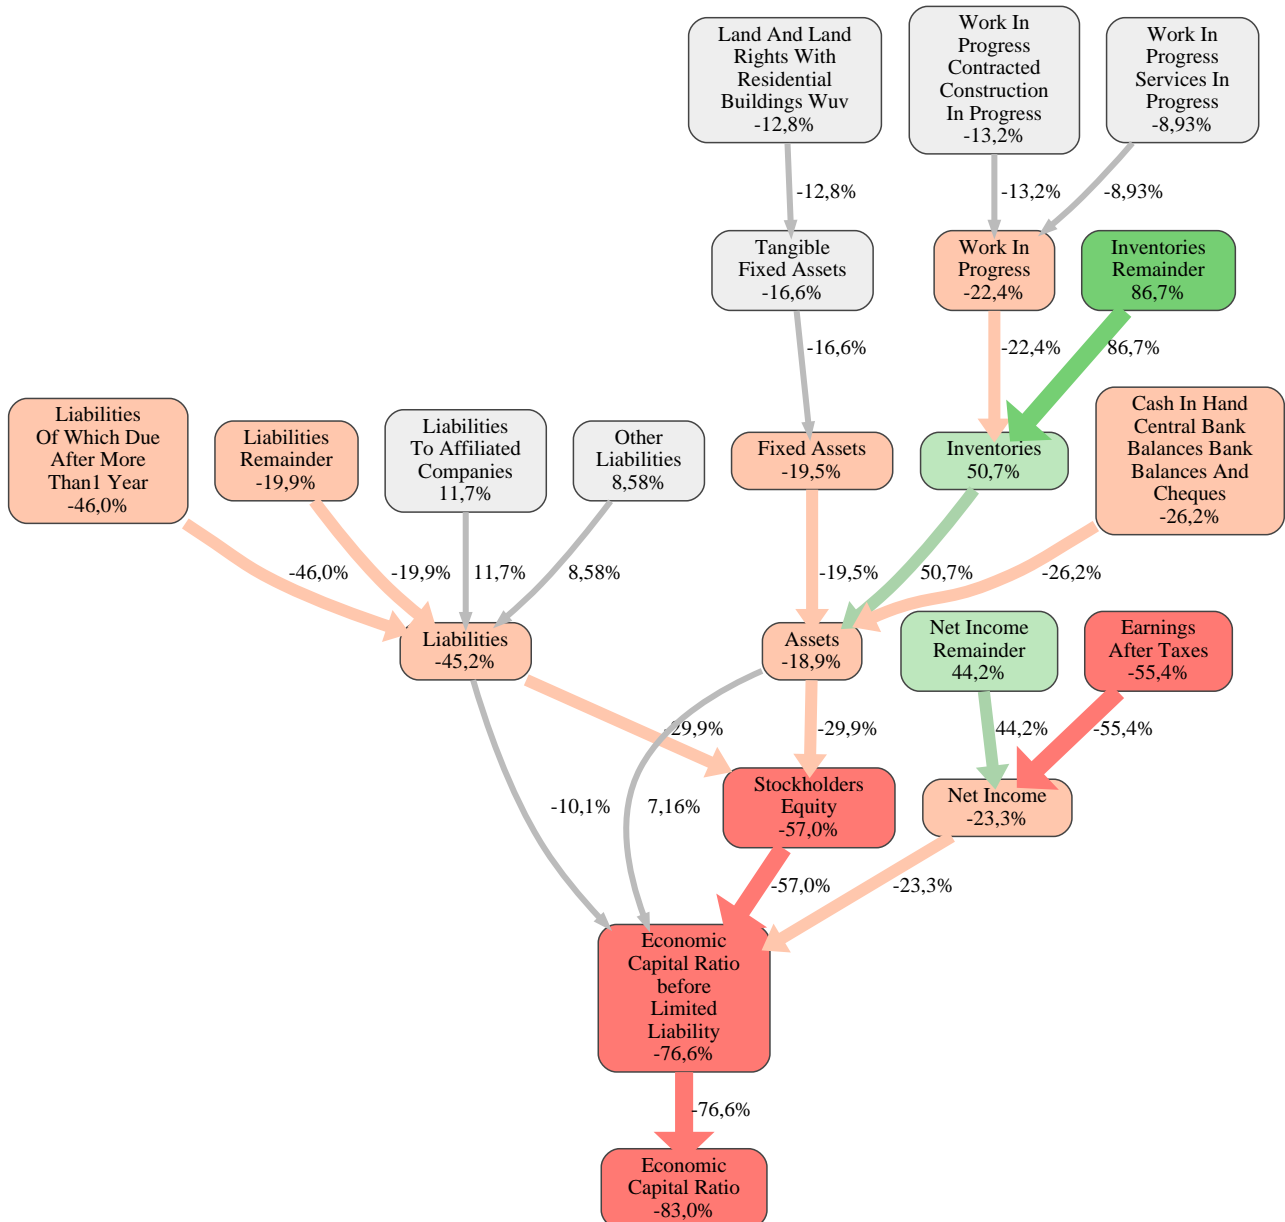 Land And Land
Rights With
Residential
Buildings Wuv
-12,8%
Work In
Progress
Contracted
Construction
In Progress
-13,2%
Work In
Progress
Services In
Progress
-8,93%
-12,8%
-13,2%
-8,93%
Tangible
Fixed Assets
-16,6%
Work In
Progress
-22,4%
Inventories
Remainder
86,7%
-16,6%
-22,4%
86,7%
Liabilities
Of Which Due
After More
Than1 Year
-46,0%
Liabilities
Remainder
-19,9%
Liabilities
To Affiliated
Companies
11,7%
Other
Liabilities
8,58%
Fixed Assets
-19,5%
Inventories
50,7%
Cash In Hand
Central Bank
Balances Bank
Balances And
Cheques
-26,2%
-46,0%
-19,9%
11,7%
8,58%
-19,5%
50,7%
-26,2%
Liabilities
-45,2%
Assets
-18,9%
Net Income
Remainder
44,2%
Earnings
After Taxes
-55,4%
-29,9%
-29,9%
44,2%
-55,4%
Stockholders
Equity
-57,0%
Net Income
-23,3%
-10,1%
7,16%
-57,0%
-23,3%
Economic
Capital Ratio
before
Limited
Liability
-76,6%
-76,6%
Economic
Capital Ratio
-83,0%